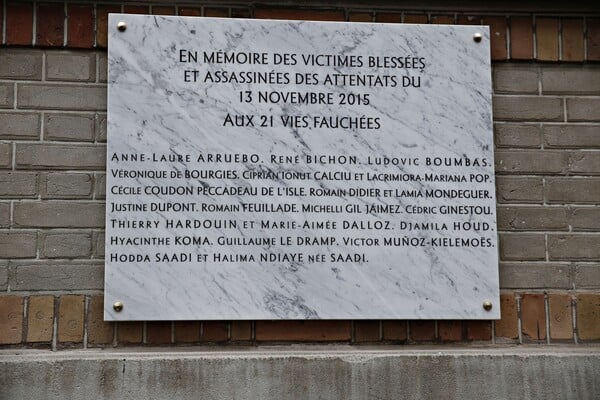 EN MÉMOIRE DES VICTIMES BLESSÉES
ET ASSASSINÉES DES ATTENTATS DU
13 NOVEMBRE 2015
AUX 21 VIES FAUCHÉES
ANNE-LAURE ARRUEBO. RENÉ BICHON. LUDOVIC BOUMBAS.
VÉRONIQUE DE BOURGIES. CIPRIAN IONUT CALCIU ET LACRIMIORA-MARIANA POP.
CÉCILE COUDON PECCADEAU DE L'ISLE. ROMAIN DIDIER ET LAMIA MONDEGUER.
JUSTINE DUPONT. ROMAIN FEUILLADE. MICHELLI GIL JAIMEZ. CÉDRIC GINESTOU.
THIERRY HARDOUIN ET MARIE-AIMÉE DALLOZ. DJAMILA HOUD.
HYACINTHE KOMA. GUILLAUME LE DRAMP. VICTOR MUÑOZ-KIELEMOËS.
HODDA SAADI ET HALIMA NDIAYE NÉE SAADI.